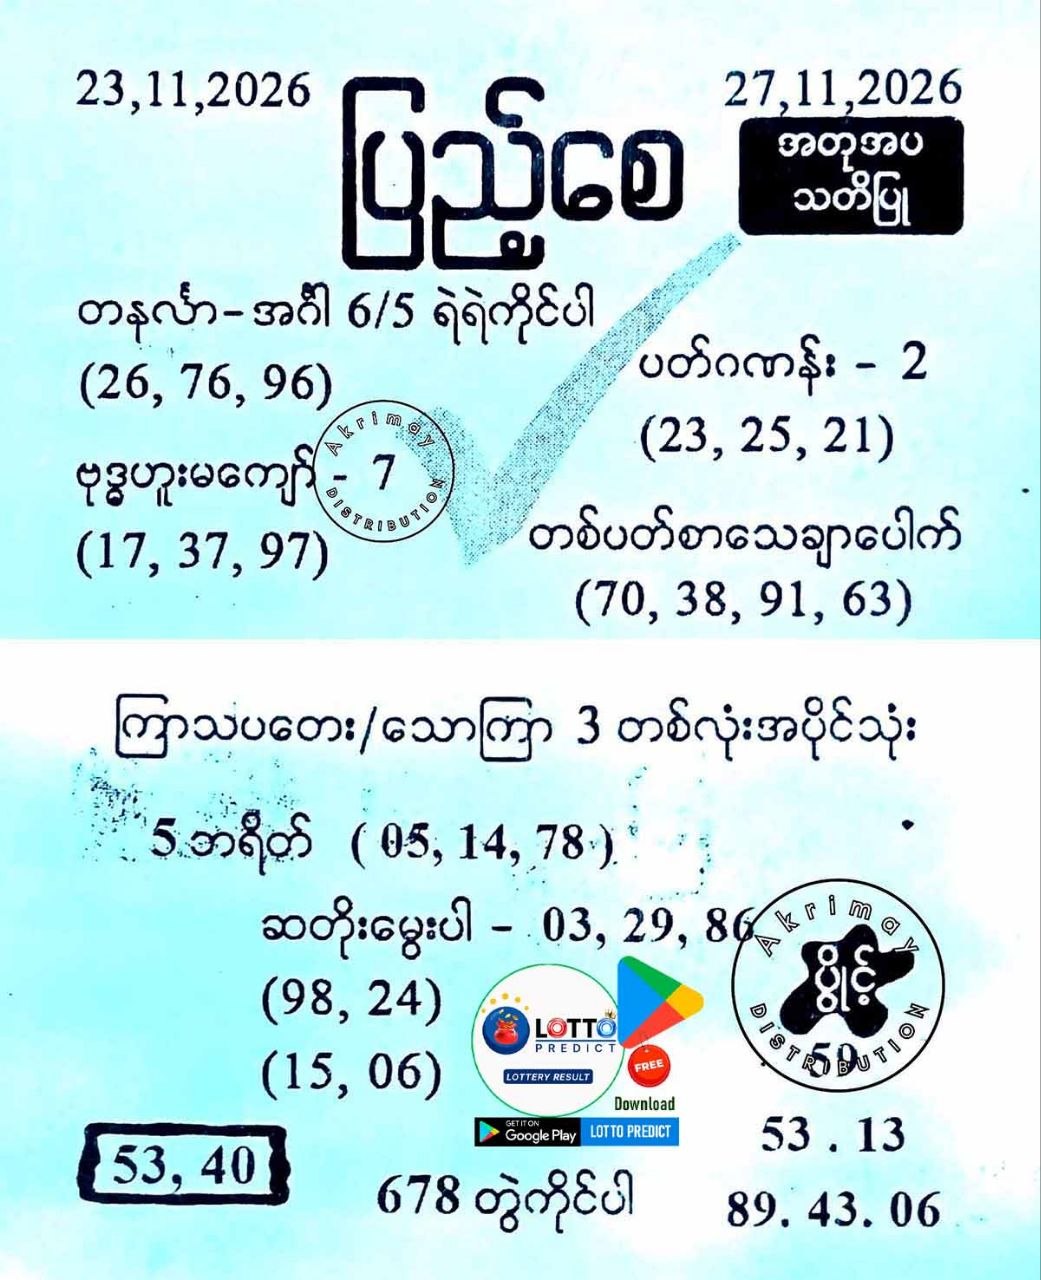 23,11,2026
ပြည့်စေ
27,11,2026
အတုအပ
သတိပြု
တနင်္လာ-အင်္ဂါ 6/5 ရဲရဲကိုင်ပါ
(26, 76, 96)
ပတ်ဂဏန်း - 2
(23, 25, 21)
ဗုဒ္ဓဟူးမကျော် - 7
Akrimay
DISTRIBUTION
(17, 37, 97)
တစ်ပတ်စာသေချာပေါက်
(70, 38, 91, 63)
ကြာသပတေး/သောကြာ 3 တစ်လုံးအပိုင်သုံး
5 ဘရိတ် (05, 14, 78)
ဆတိုးမွေးပါ - 03, 29, 86
(98, 24)
(15, 06)
Akrimay
ပွိုင့်
DISTRIBUTION
59
LOTTO
PREDICT
LOTTERY RESULT
FREE
Download
GET IT ON
Google Play
LOTTO PREDICT
53 . 13
53, 40
678 တွဲကိုင်ပါ
89. 43. 06